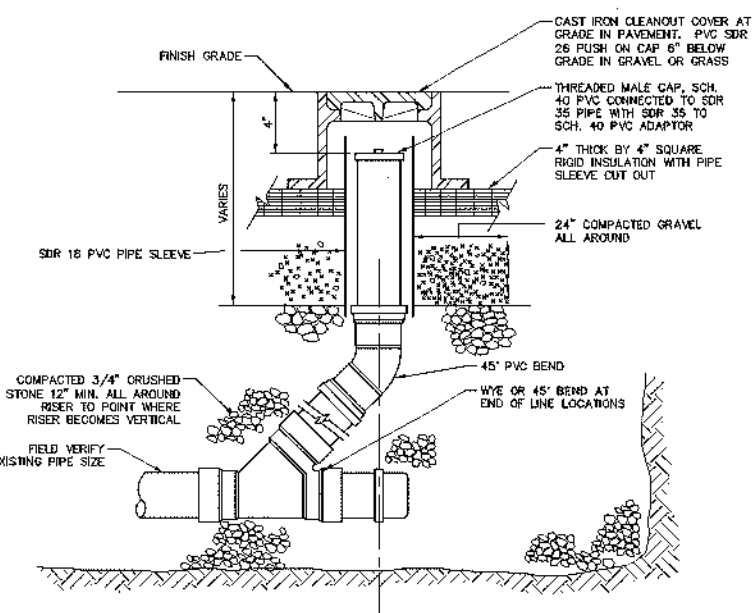 CAST IRON CLEANOUT COVER AT
GRADE IN PAVEMENT. PVC SDR
26 PUSH ON CAP 6" BELOW
GRADE IN GRAVEL OR GRASS
FINISH GRADE
THREADED MALE CAP, SCH.
40 PVC CONNECTED TO SDR
35 PIPE WITH SDR 35 TO
SCH. 40 PVC ADAPTOR
4"
4" THICK BY 4" SQUARE
RIGID INSULATION WITH PIPE
SLEEVE CUT OUT
VARIES
24" COMPACTED GRAVEL
ALL AROUND
SDR 18 PVC PIPE SLEEVE
45° PVC BEND
COMPACTED 3/4" CRUSHED
STONE 12" MIN. ALL AROUND
RISER TO POINT WHERE
RISER BECOMES VERTICAL
WYE OR 45° BEND AT
END OF LINE LOCATIONS
FIELD VERIFY
XISTING PIPE SIZE